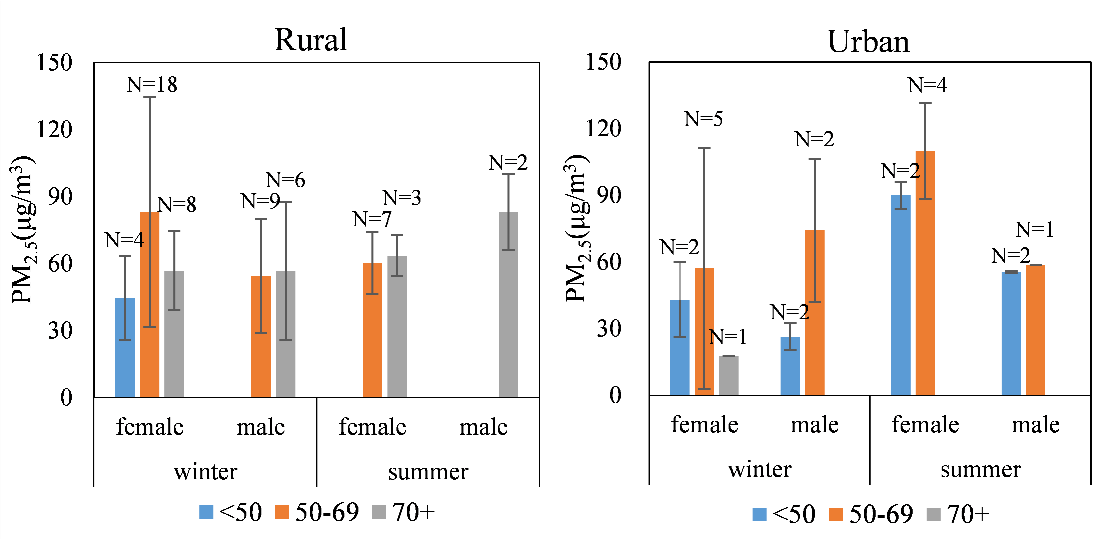 Rural
150
120
90
60
30
0
PM2.5(μg/m3)
N=18
N=4
N=8
N=9
N=6
N=7
N=3
N=2
female
male
female
male
winter
summer
<50
50-69
70+
Urban
150
120
90
60
30
0
PM2.5(μg/m3)
N=2
N=5
N=1
N=2
N=2
N=2
N=4
N=2
N=1
female
male
female
male
winter
summer
<50
50-69
70+